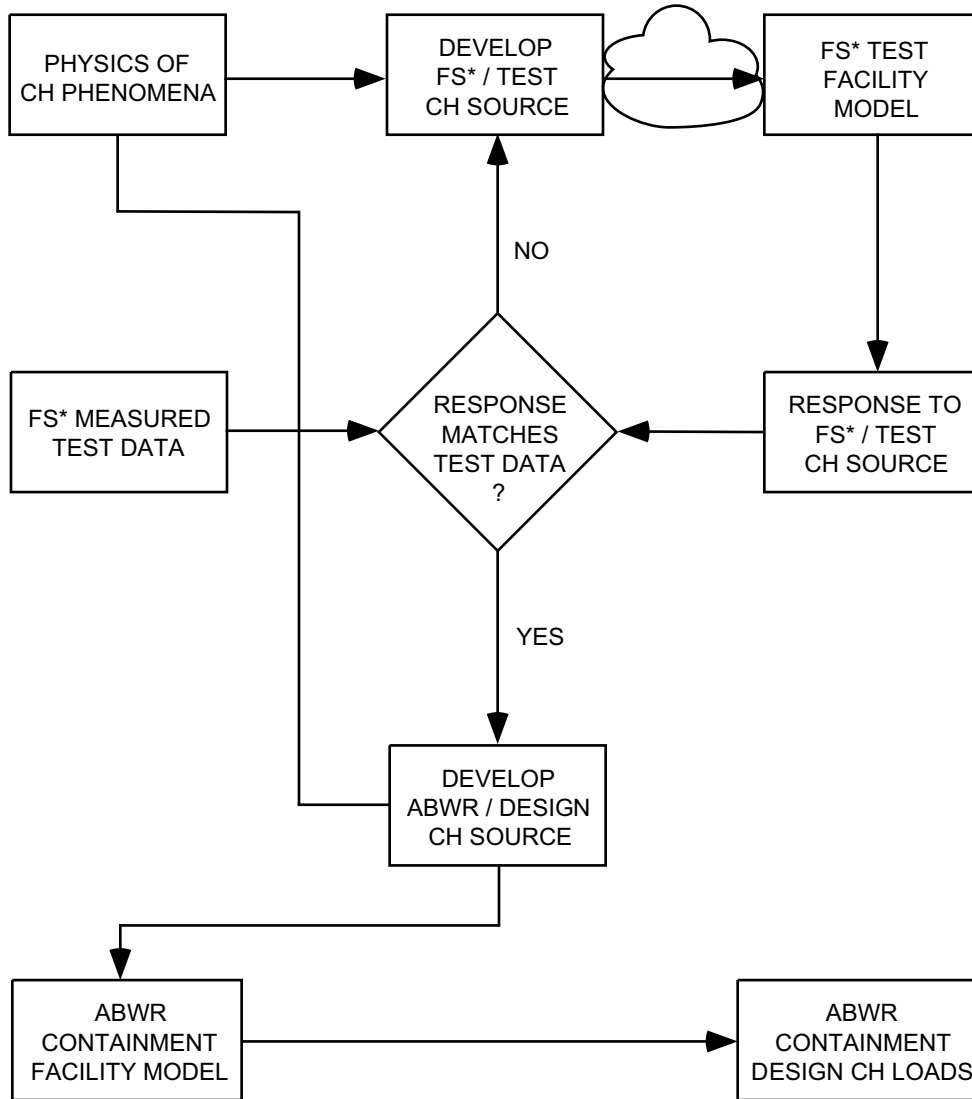 PHYSICS OF
CH PHENOMENA
DEVELOP
FS* / TEST
CH SOURCE
FS* TEST
FACILITY
MODEL
NO
FS* MEASURED
TEST DATA
RESPONSE
MATCHES
TEST DATA
?
RESPONSE TO
FS* / TEST
CH SOURCE
YES
DEVELOP
ABWR / DESIGN
CH SOURCE
ABWR
CONTAINMENT
FACILITY MODEL
ABWR
CONTAINMENT
DESIGN CH LOADS